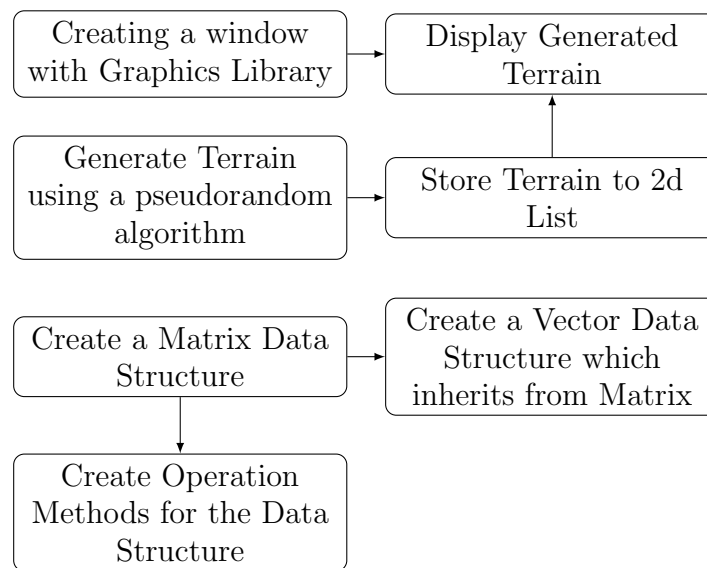 Creating a window
with Graphics Library
Display Generated
Terrain
Generate Terrain
using a pseudorandom
algorithm
Store Terrain to 2d
List
Create a Matrix Data
Structure
Create a Vector Data
Structure which
inherits from Matrix
Create Operation
Methods for the Data
Structure